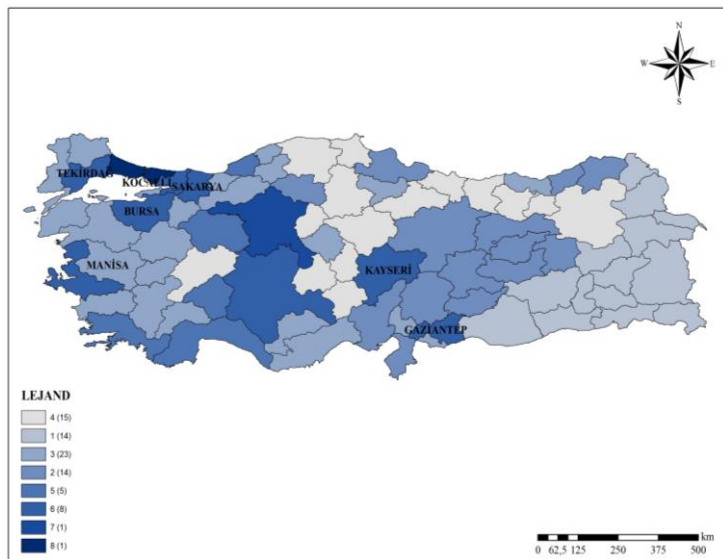 N
W E
S
TEKİRDAĞ
KOCAELİ
SAKARYA
BURSA
MANİSA
KAYSERİ
GAZİANTEP
LEJAND
4 (15)
1 (14)
3 (23)
2 (14)
5 (5)
6 (8)
7 (1)
8 (1)
km
0 62,5 125 250 375 500